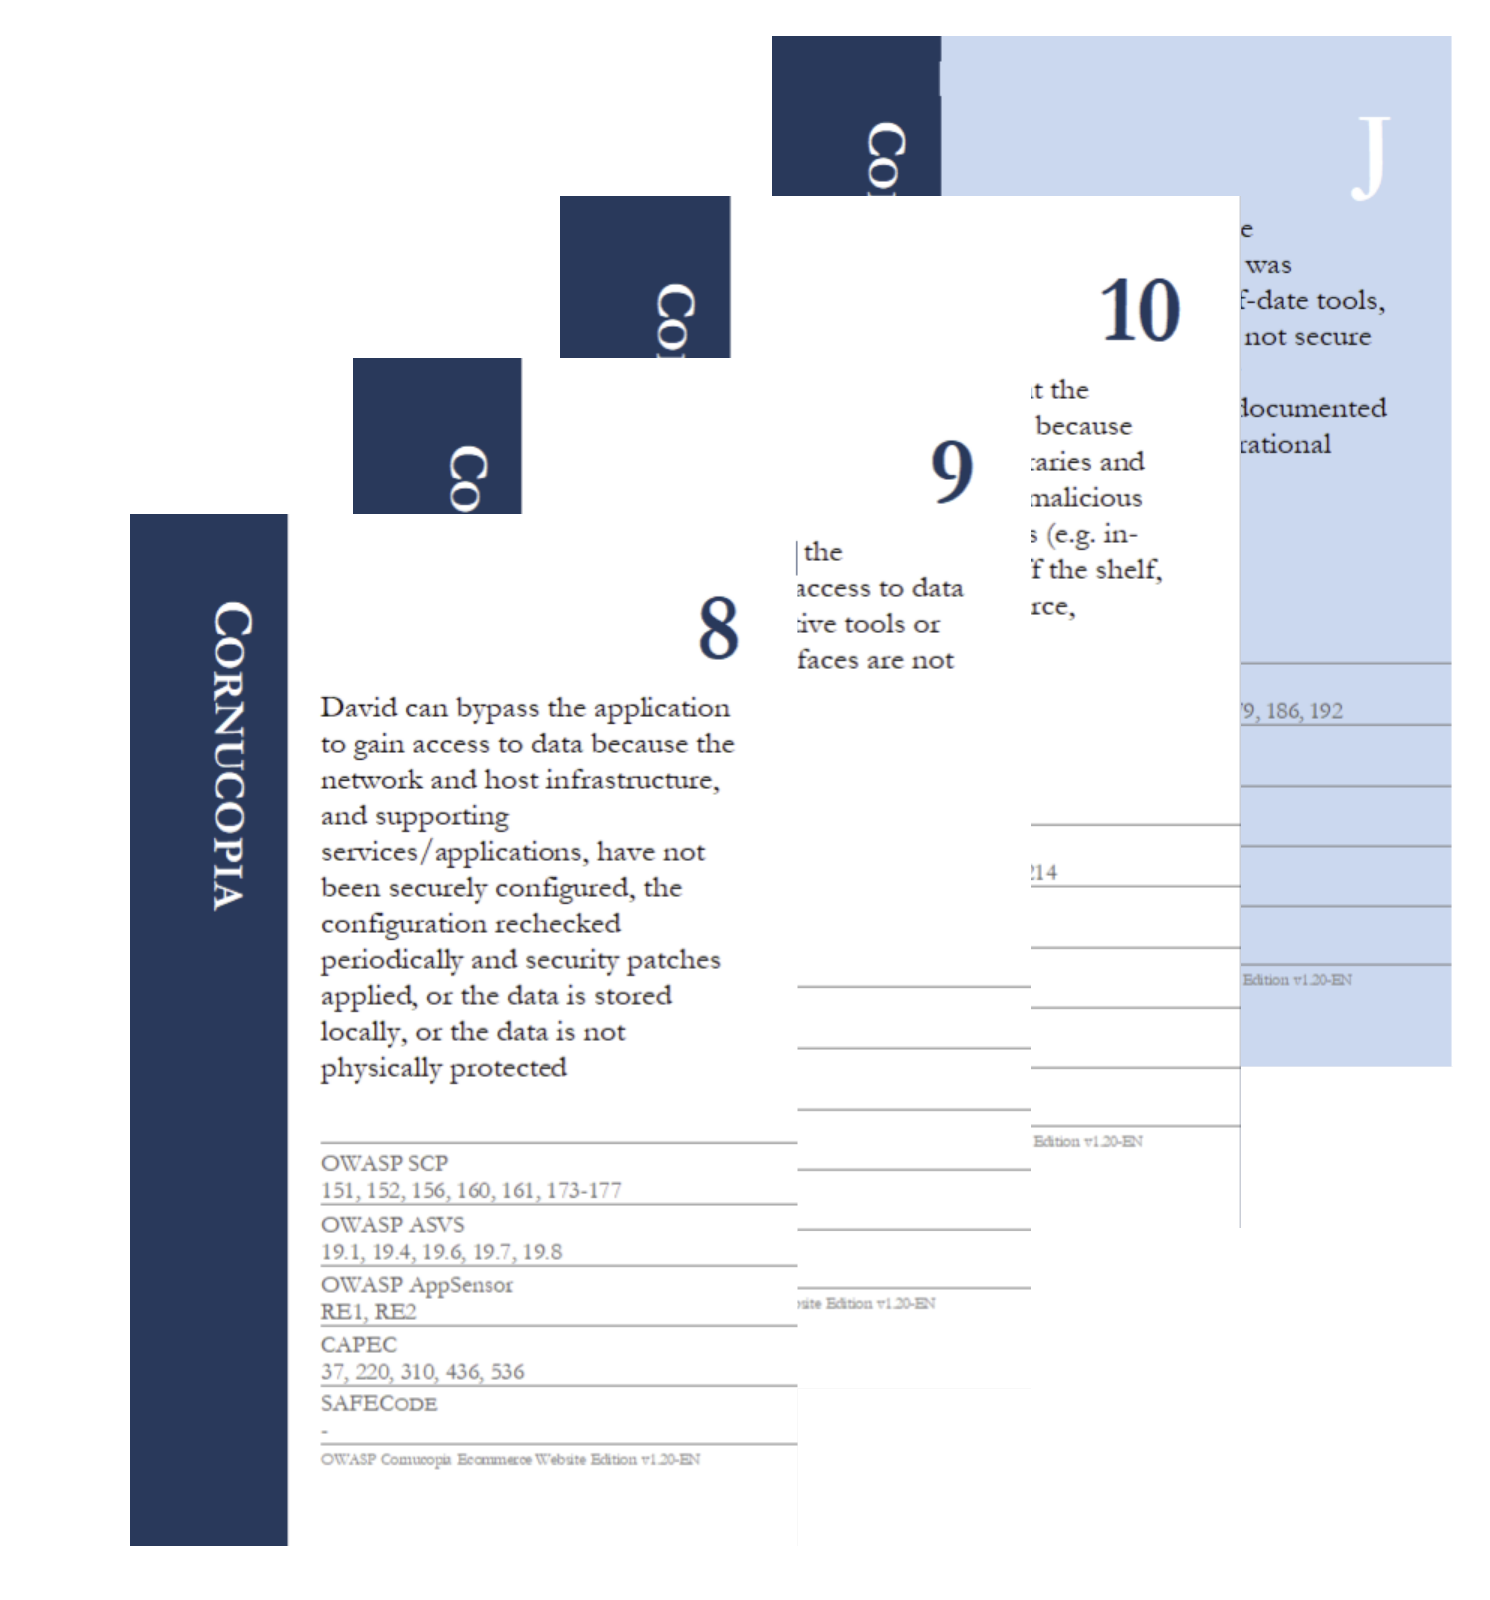 CORNUCOPIA
8
David can bypass the application
to gain access to data because the
network and host infrastructure,
and supporting
services/applications, have not
been securely configured, the
configuration rechecked
periodically and security patches
applied, or the data is stored
locally, or the data is not
physically protected
OWASP SCP
151, 152, 156, 160, 161, 173-177
OWASP ASVS
19.1, 19.4, 19.6, 19.7, 19.8
OWASP AppSensor
RE1, RE2
CAPEC
37, 220, 310, 436, 536
SAFECODE
-
OWASP Cornucopia Ecommerce Website Edition v1.20-EN
Co
9
the
access to data
tive tools or
faces are not
site Edition v1.20-EN
Co
10
t the
because
raries and
malicious
s (e.g. in-
ff the shelf,
rce,
214
Edition v1.20-EN
Co
J
e
was
f-date tools,
not secure
documented
rational
79, 186, 192
Edition v1.20-EN